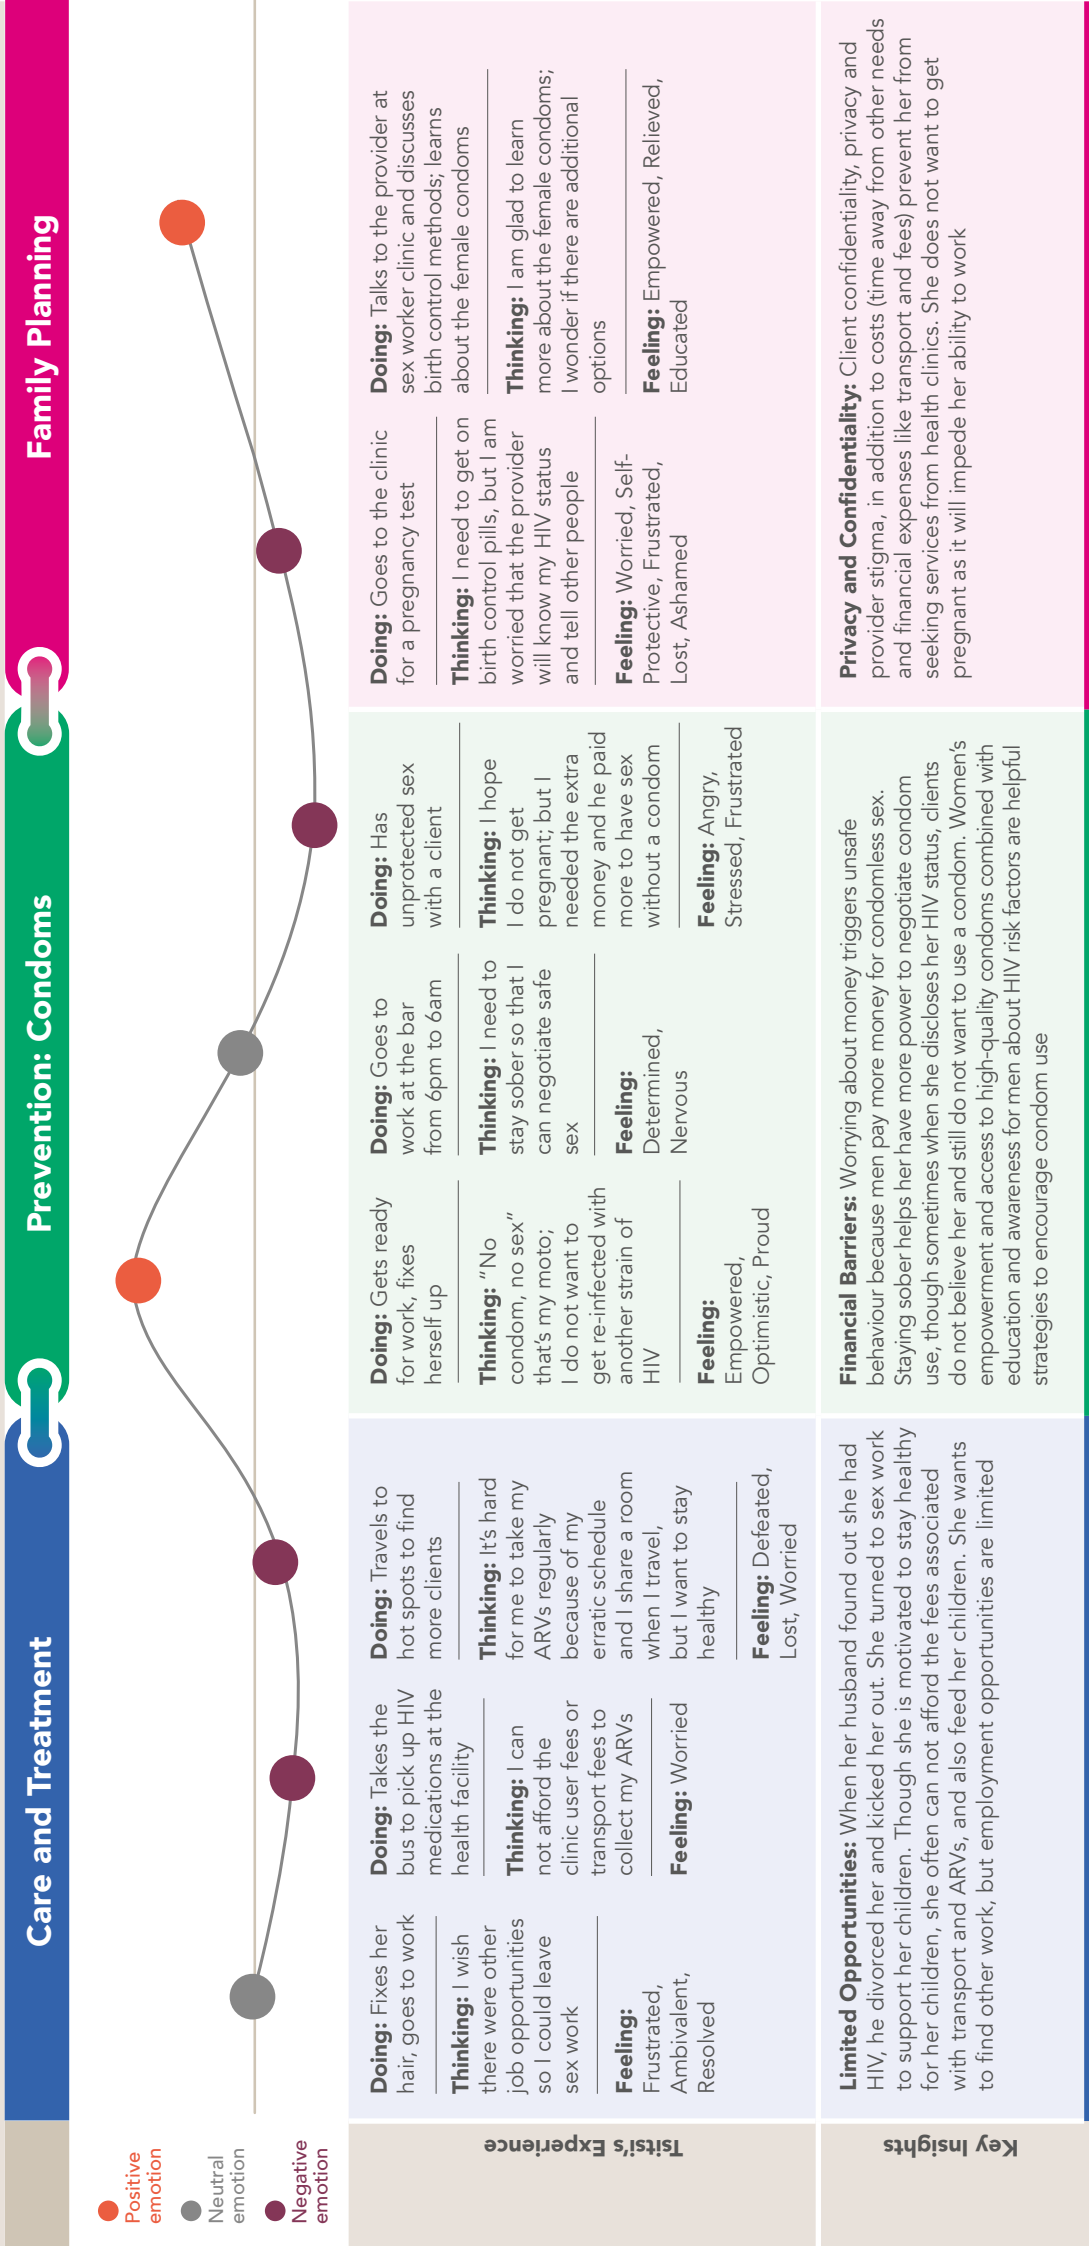 Care and Treatment
Prevention: Condoms
Family Planning
Positive
emotion
Neutral
emotion
Negative
emotion
Tsitsi's Experience
Doing: Fixes her
hair, goes to work
Thinking: I wish
there were other
job opportunities
so I could leave
sex work
Feeling:
Frustrated,
Ambivalent,
Resolved
Doing: Takes the
bus to pick up HIV
medications at the
health facility
Thinking: I can
not afford the
clinic user fees or
transport fees to
collect my ARVs
Feeling: Worried
Doing: Travels to
hot spots to find
more clients
Thinking: It's hard
for me to take my
ARVs regularly
because of my
erratic schedule
and I share a room
when I travel,
but I want to stay
healthy
Feeling: Defeated,
Lost, Worried
Doing: Gets ready
for work, fixes
herself up
Thinking: “No
condom, no sex”
that's my moto;
I do not want to
get re-infected with
another strain of
HIV
Feeling:
Empowered,
Optimistic, Proud
Doing: Goes to
work at the bar
from 6pm to 6am
Thinking: I need to
stay sober so that I
can negotiate safe
sex
Feeling:
Determined,
Nervous
Doing: Has
unprotected sex
with a client
Thinking: I hope
I do not get
pregnant; but I
needed the extra
money and he paid
more to have sex
without a condom
Feeling: Angry,
Stressed, Frustrated
Doing: Goes to the clinic
for a pregnancy test
Thinking: I need to get on
birth control pills, but I am
worried that the provider
will know my HIV status
and tell other people
Feeling: Worried, Self-
Protective, Frustrated,
Lost, Ashamed
Doing: Talks to the provider at
sex worker clinic and discusses
birth control methods; learns
about the female condoms
Thinking: I am glad to learn
more about the female condoms;
I wonder if there are additional
options
Feeling: Empowered, Relieved,
Educated
Key Insights
Limited Opportunities: When her husband found out she had
HIV, he divorced her and kicked her out. She turned to sex work
to support her children. Though she is motivated to stay healthy
for her children, she often can not afford the fees associated
with transport and ARVs, and also feed her children. She wants
to find other work, but employment opportunities are limited
Financial Barriers: Worrying about money triggers unsafe
behaviour because men pay more money for condomless sex.
Staying sober helps her have more power to negotiate condom
use, though sometimes when she discloses her HIV status, clients
do not believe her and still do not want to use a condom. Women's
empowerment and access to high-quality condoms combined with
education and awareness for men about HIV risk factors are helpful
strategies to encourage condom use
Privacy and Confidentiality: Client confidentiality, privacy and
provider stigma, in addition to costs (time away from other needs
and financial expenses like transport and fees) prevent her from
seeking services from health clinics. She does not want to get
pregnant as it will impede her ability to work